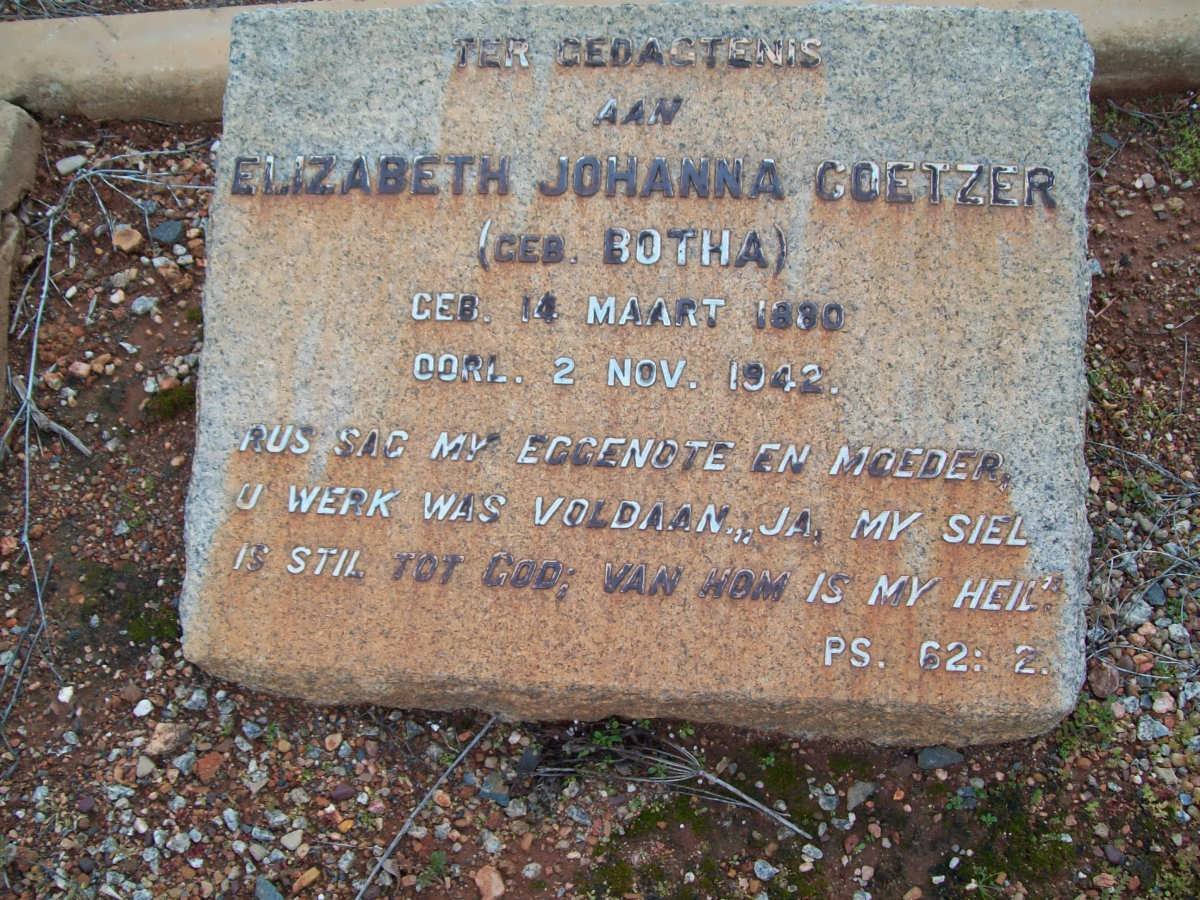 TER GEDAGTENIS
AAN
ELIZABETH JOHANNA COETZER
(GEB. BOTHA)
GEB. 14 MAART 1880
OORL. 2 NOV. 1942.
RUS SAG MY EGGENOTE EN MOEDER,
U WERK WAS VOLDAAN,„JA, MY SIEL
IS STIL TOT GOD; VAN HOM IS MY HEIL".
PS. 62: 2.